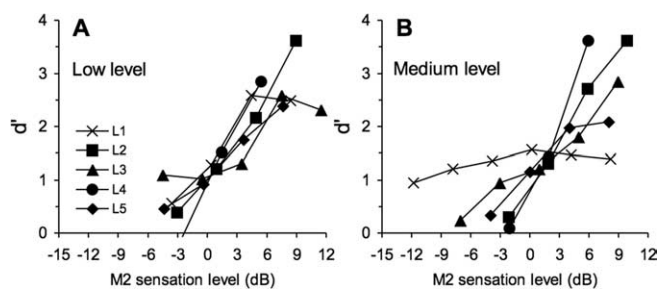 A
Low level
d'
4
3
2
1
0
L1
L2
L3
L4
L5
-15 -12 -9 -6 -3 0 3 6 9 12
M2 sensation level (dB)
B
Medium level
d'
4
3
2
1
0
-15 -12 -9 -6 -3 0 3 6 9 12
M2 sensation level (dB)